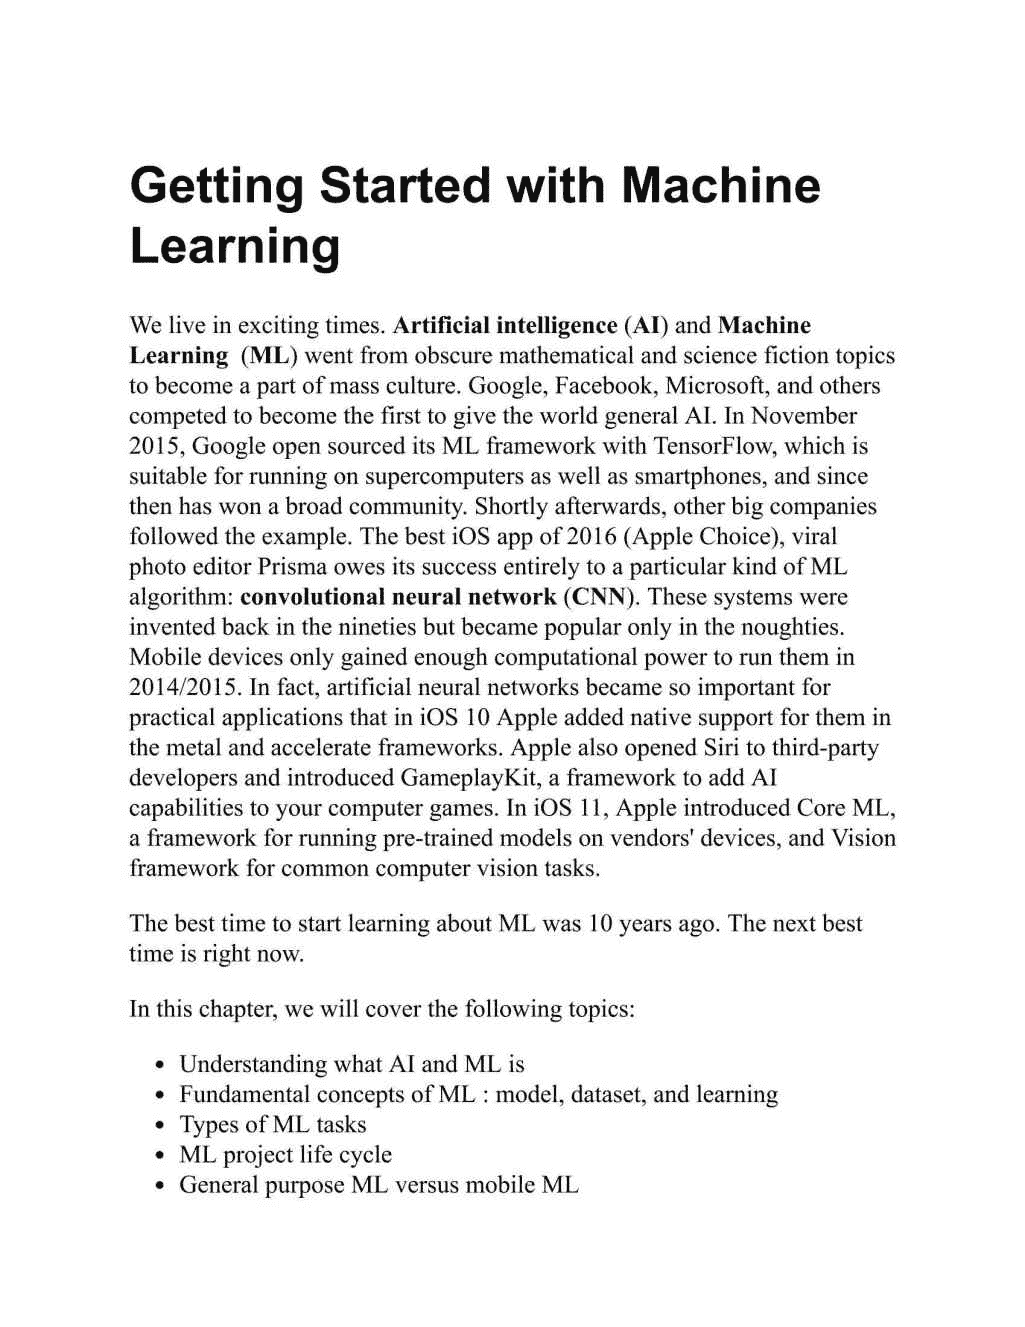 Getting Started with Machine
Learning
We live in exciting times. Artificial intelligence (AI) and Machine
Learning (ML) went from obscure mathematical and science fiction topics
to become a part of mass culture. Google, Facebook, Microsoft, and others
competed to become the first to give the world general AI. In November
2015, Google open sourced its ML framework with TensorFlow, which is
suitable for running on supercomputers as well as smartphones, and since
then has won a broad community. Shortly afterwards, other big companies
followed the example. The best iOS app of 2016 (Apple Choice), viral
photo editor Prisma owes its success entirely to a particular kind of ML
algorithm: convolutional neural network (CNN). These systems were
invented back in the nineties but became popular only in the noughties.
Mobile devices only gained enough computational power to run them in
2014/2015. In fact, artificial neural networks became so important for
practical applications that in iOS 10 Apple added native support for them in
the metal and accelerate frameworks. Apple also opened Siri to third-party
developers and introduced GameplayKit, a framework to add AI
capabilities to your computer games. In iOS 11, Apple introduced Core ML,
a framework for running pre-trained models on vendors' devices, and Vision
framework for common computer vision tasks.
The best time to start learning about ML was 10 years ago. The next best
time is right now.
In this chapter, we will cover the following topics:
• Understanding what AI and ML is
• Fundamental concepts of ML : model, dataset, and learning
• Types of ML tasks
• ML project life cycle
• General purpose ML versus mobile ML